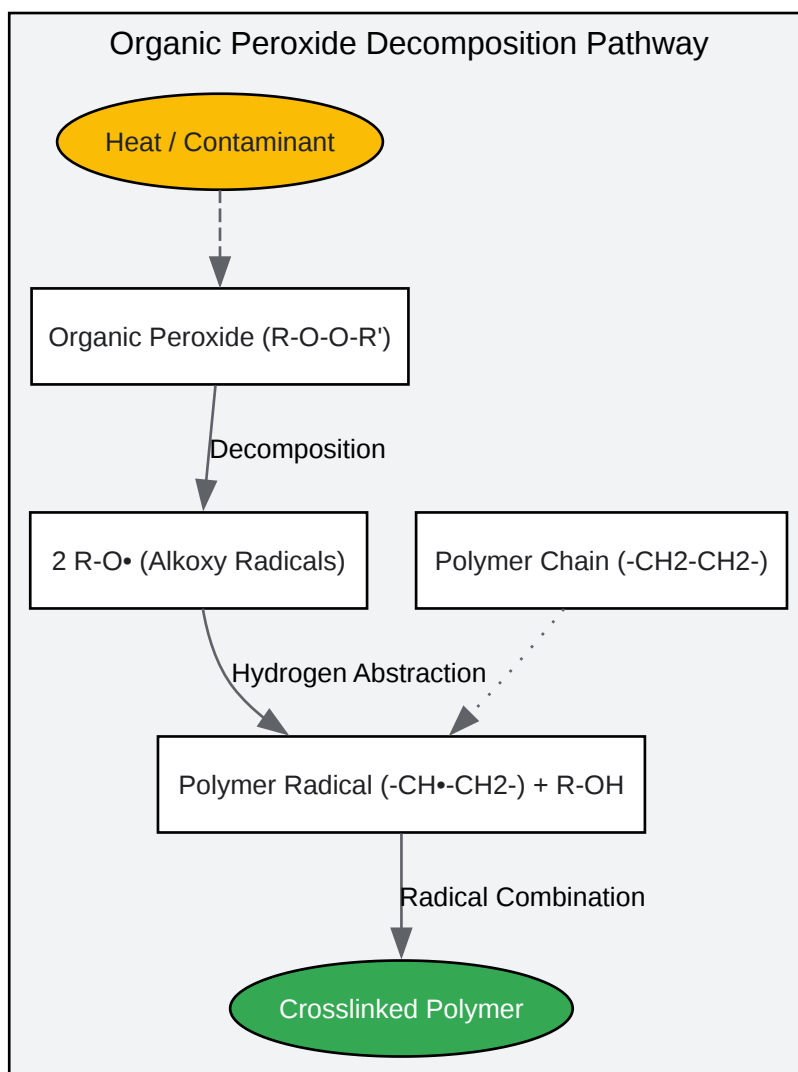 Organic Peroxide Decomposition Pathway
Heat / Contaminant
Organic Peroxide (R-O-O-R')
Decomposition
2 R-O• (Alkoxy Radicals)
Polymer Chain (-CH2-CH2-)
Hydrogen Abstraction
Polymer Radical (-CH•-CH2-) + R-OH
Radical Combination
Crosslinked Polymer